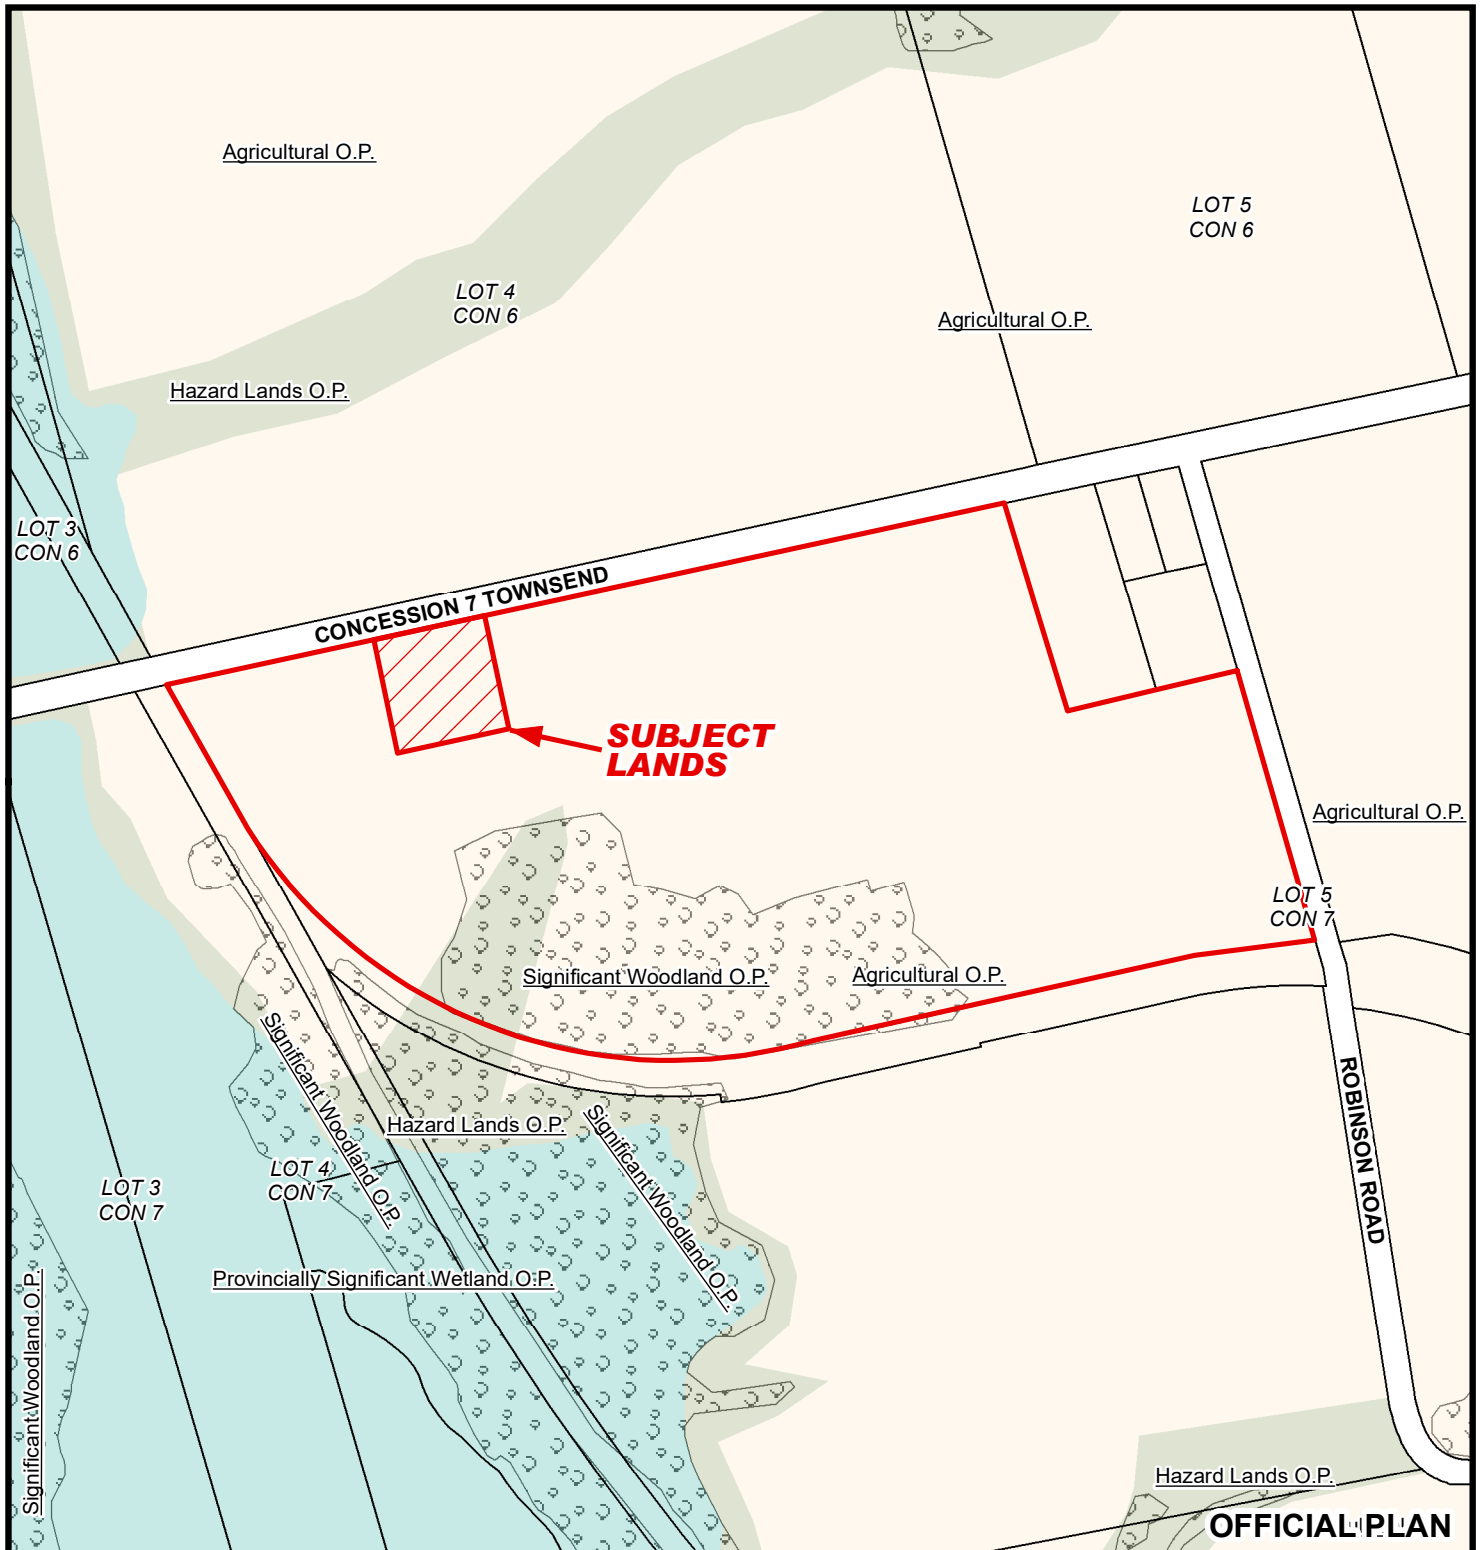 Agricultural O.P.
LOT 5
CON 6
LOT 4
CON 6
Agricultural O.P.
Hazard Lands O.P.
LOT 3
CON 6
CONCESSION 7 TOWNSEND
SUBJECT
LANDS
Agricultural O.P.
LOT 5
CON 7
Significant Woodland O.P.
Agricultural O.P.
Significant Woodland O.P.
Hazard Lands O.P.
Significant Woodland O.P.
ROBINSON ROAD
LOT 4
CON 7
LOT 3
CON 7
Provincially Significant Wetland O.P.
Significant Woodland O.P.
Hazard Lands O.P.
OFFICIAL PLAN